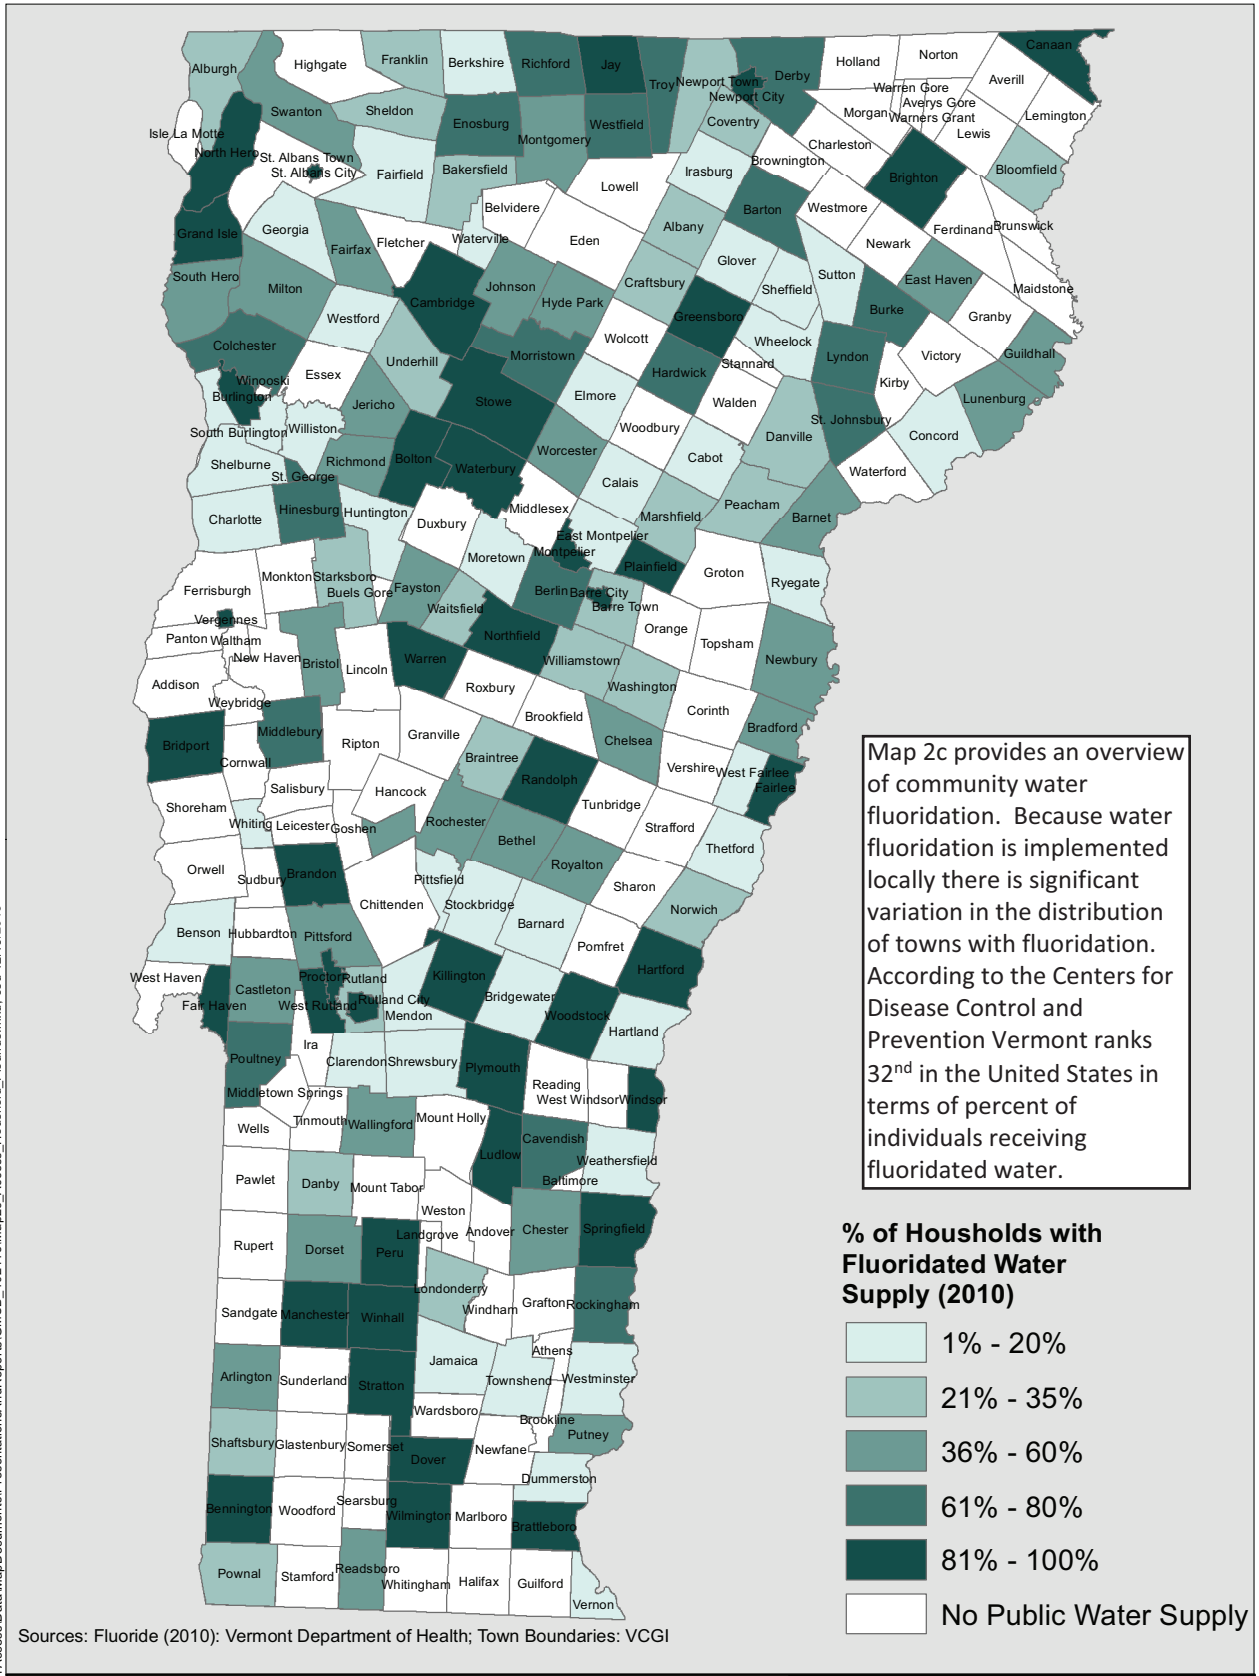 Alburgh
Highgate
Franklin
Berkshire
Richford
Jay
Troy
Newport Town
Newport City
Derby
Holland
Norton
Canaan
Averill
Warren Gore
Averys Gore
Warners Grant
Morgan
Lewis
Lemington
Swanton
Sheldon
Enosburg
Montgomery
Westfield
Coventry
Charleston
Brownington
Brighton
Bloomfield
Isle La Motte
North Hero
St. Albans Town
St. Albans City
Fairfield
Bakersfield
Lowell
Irasburg
Barton
Westmore
Newark
Ferdinand
Brunswick
Grand Isle
Georgia
Fairfax
Fletcher
Waterville
Belvidere
Eden
Albany
Glover
Sheffield
Sutton
East Haven
Maidstone
South Hero
Milton
Westford
Cambridge
Johnson
Hyde Park
Craftsbury
Greensboro
Wheelock
Burke
Granby
Guildhall
Colchester
Winooski
Burlington
Essex
Underhill
Morristown
Wolcott
Hardwick
Stannard
Walden
Lyndon
Kirby
Victory
Lunenburg
South Burlington
Williston
Jericho
Stowe
Elmore
Woodbury
Cabot
Danville
St. Johnsbury
Concord
Waterford
Shelburne
St. George
Richmond
Bolton
Waterbury
Worcester
Calais
Marshfield
Peacham
Barnet
Charlotte
Hinesburg
Huntington
Duxbury
Middlesex
East Montpelier
Montpelier
Moretown
Plainfield
Groton
Ryegate
Ferrisburgh
Monkton
Starksboro
Buels Gore
Fayston
Waitsfield
Berlin
Barre City
Barre Town
Orange
Topsham
Newbury
Vergennes
Panton
Waltham
New Haven
Bristol
Lincoln
Warren
Northfield
Williamstown
Washington
Addison
Weybridge
Roxbury
Brookfield
Corinth
Bradford
Bridport
Cornwall
Middlebury
Ripton
Granville
Braintree
Randolph
Chelsea
Vershire
West Fairlee
Fairlee
Shoreham
Whiting
Salisbury
Leicester
Goshen
Hancock
Rochester
Bethel
Tunbridge
Strafford
Thetford
Orwell
Sudbury
Brandon
Chittenden
Pittsfield
Stockbridge
Royalton
Sharon
Norwich
Benson
Hubbardton
Pittsford
Barnard
Pomfret
Hartford
West Haven
Fair Haven
Castleton
Proctor
Rutland
West Rutland
Rutland City
Mendon
Killington
Bridgewater
Woodstock
Hartland
Poultney
Ira
Clarendon
Shrewsbury
Plymouth
Reading
West Windsor
Windsor
Middletown Springs
Wells
Tinmouth
Wallingford
Mount Holly
Ludlow
Cavendish
Weathersfield
Baltimore
Pawlet
Danby
Mount Tabor
Weston
Landgrove
Andover
Chester
Springfield
Rupert
Dorset
Peru
Londonderry
Windham
Grafton
Rockingham
Sandgate
Manchester
Winhall
Jamaica
Athens
Townshend
Westminster
Arlington
Sunderland
Stratton
Wardsboro
Brookline
Putney
Shaftsbury
Glastenbury
Somerset
Dover
Newfane
Dummerston
Bennington
Woodford
Searsburg
Wilmington
Marlboro
Brattleboro
Pownal
Stamford
Readsboro
Whitingham
Halifax
Guilford
Vernon
Map 2c provides an overview
of community water
fluoridation.  Because water
fluoridation is implemented
locally there is significant
variation in the distribution
of towns with fluoridation.
According to the Centers for
Disease Control and
Prevention Vermont ranks
32nd in the United States in
terms of percent of
individuals receiving
fluoridated water.
% of Housholds with
Fluoridated Water
Supply (2010)
1% - 20%
21% - 35%
36% - 60%
61% - 80%
81% - 100%
No Public Water Supply
Sources: Fluoride (2010): Vermont Department of Health; Town Boundaries: VCGI